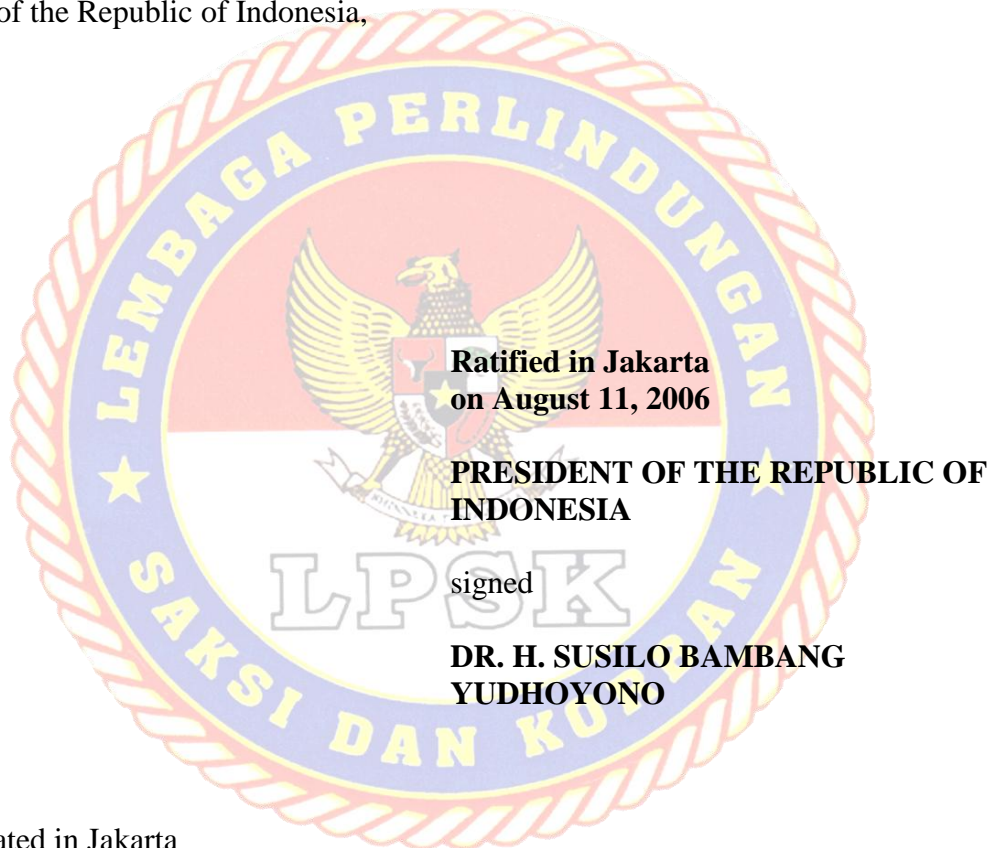 of the Republic of Indonesia,
LEMBAGA PERLINDUNGAN
Ratified in Jakarta
on August 11, 2006
PRESIDENT OF THE REPUBLIC OF
INDONESIA
LPSK
signed
DR. H. SUSILO BAMBANG
YUDHOYONO
SAKSI DAN KORBAN
ated in Jakarta